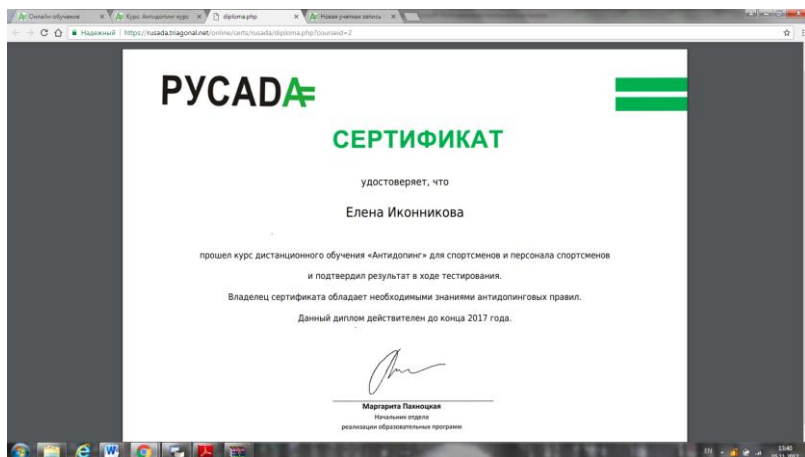 Онлайн-обучение
Курс: Антидопинг курс
diploma.php
Новая учетная запись
Надежный https://rusada.triagonal.net/online/certs/rusada/diploma.php?courseid=2
РУСАDA
СЕРТИФИКАТ
удостоверяет, что
Елена Иконникова
прошел курс дистанционного обучения «Антидопинг» для спортсменов и персонала спортсменов
и подтвердил результат в ходе тестирования.
Владелец сертификата обладает необходимыми знаниями антидопинговых правил.
Данный диплом действителен до конца 2017 года.
Маргарита Пахноцкая
Начальник отдела
реализации образовательных программ
13:40